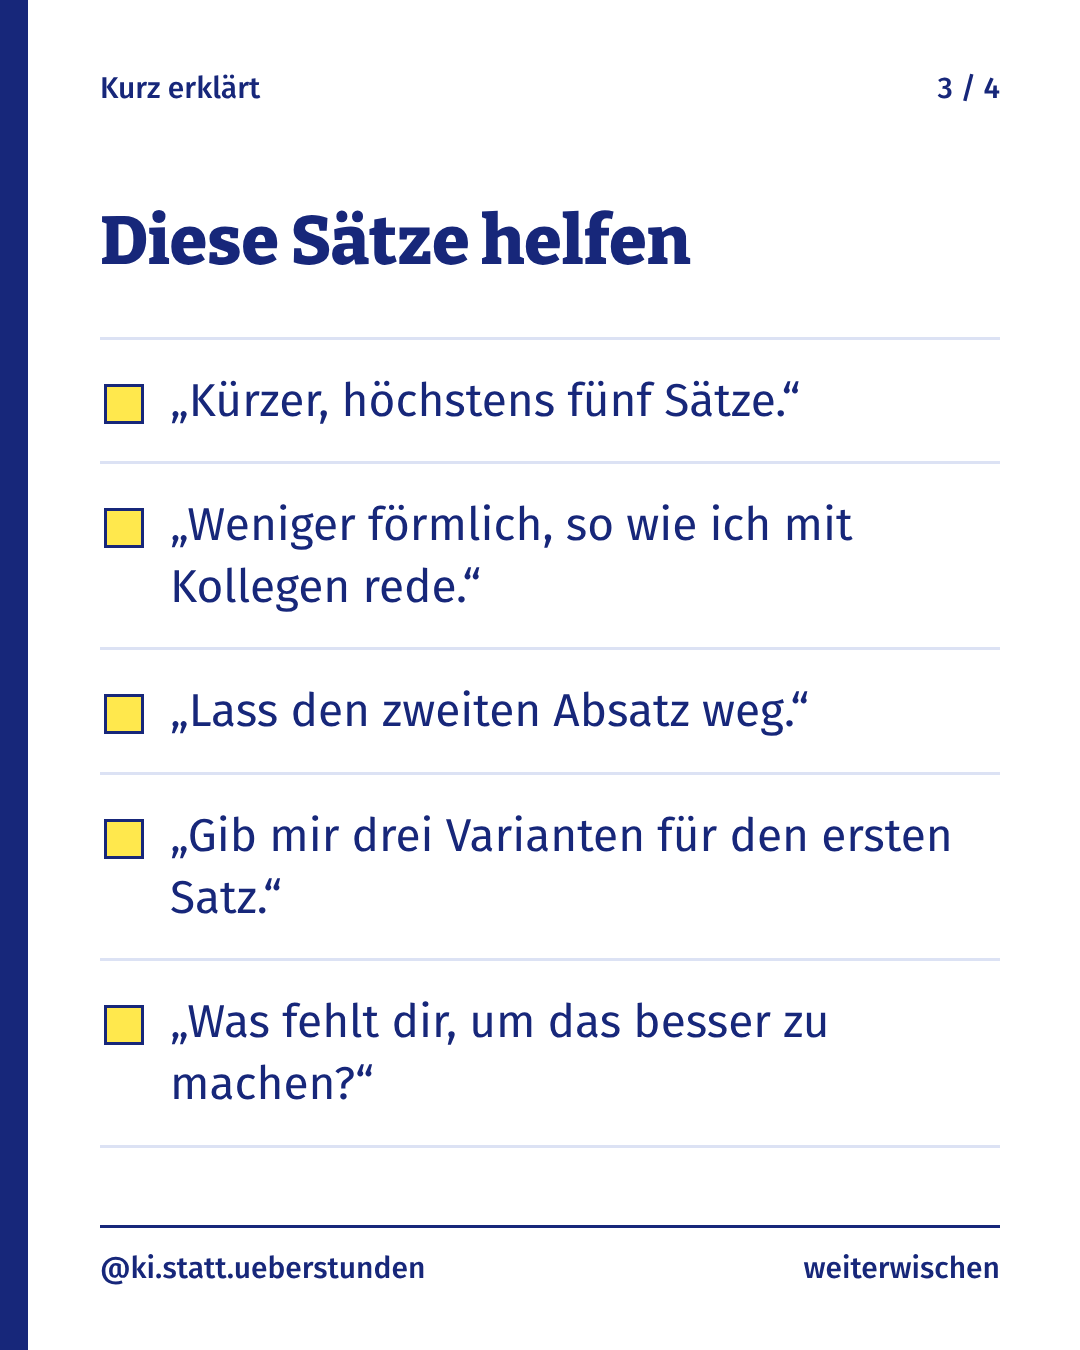 Kurz erklärt
3 / 4
Diese Sätze helfen
„Kürzer, höchstens fünf Sätze.“
„Weniger förmlich, so wie ich mit
Kollegen rede.“
„Lass den zweiten Absatz weg.“
„Gib mir drei Varianten für den ersten
Satz.“
„Was fehlt dir, um das besser zu
machen?“
@ki.statt.ueberstunden
weiterwischen